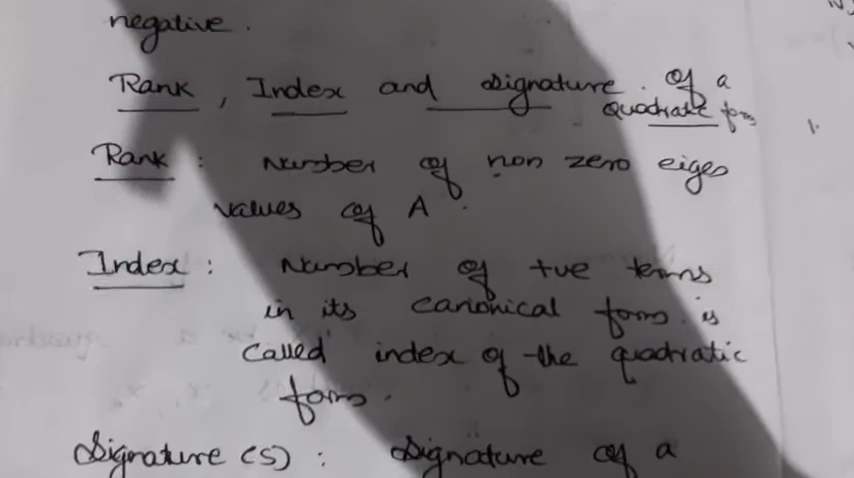 negative.
Rank, Index and Signature of a
quadratic form
Rank : Number of non zero eigen
values of A.
Index : Number of +ve terms
in its canonical form is
called index of the quadratic
form.
Signature (S) : Signature of a